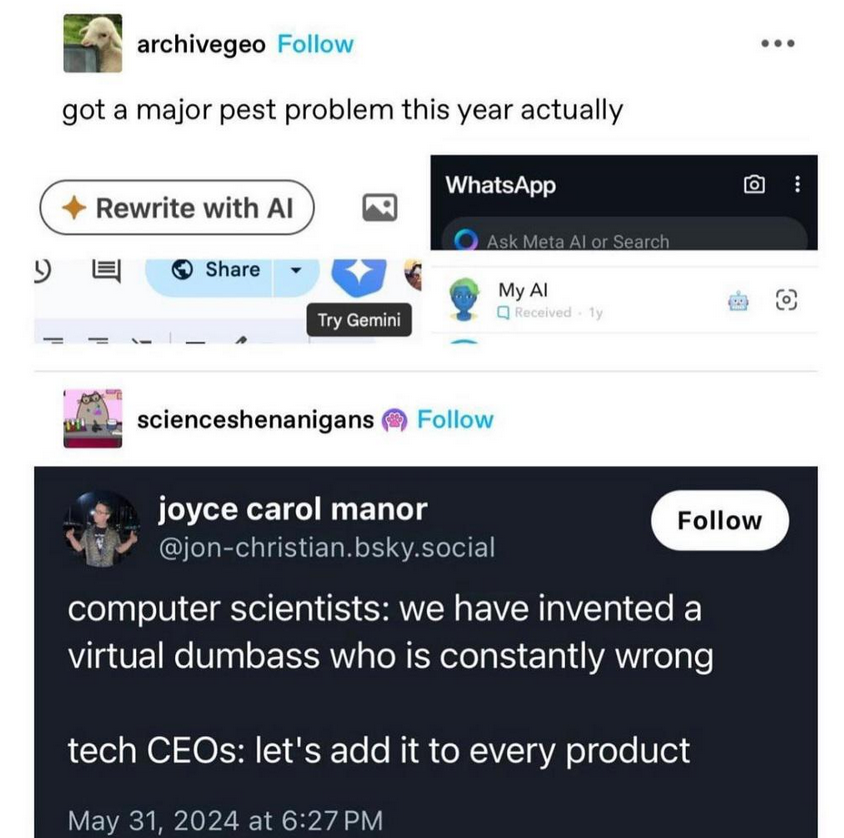 archivegeo Follow
got a major pest problem this year actually
Rewrite with AI
WhatsApp
Ask Meta AI or Search
Share
Try Gemini
My AI
Received · 1y
scienceshenanigans Follow
joyce carol manor
@jon-christian.bsky.social
Follow
computer scientists: we have invented a
virtual dumbass who is constantly wrong
tech CEOs: let's add it to every product
May 31, 2024 at 6:27 PM